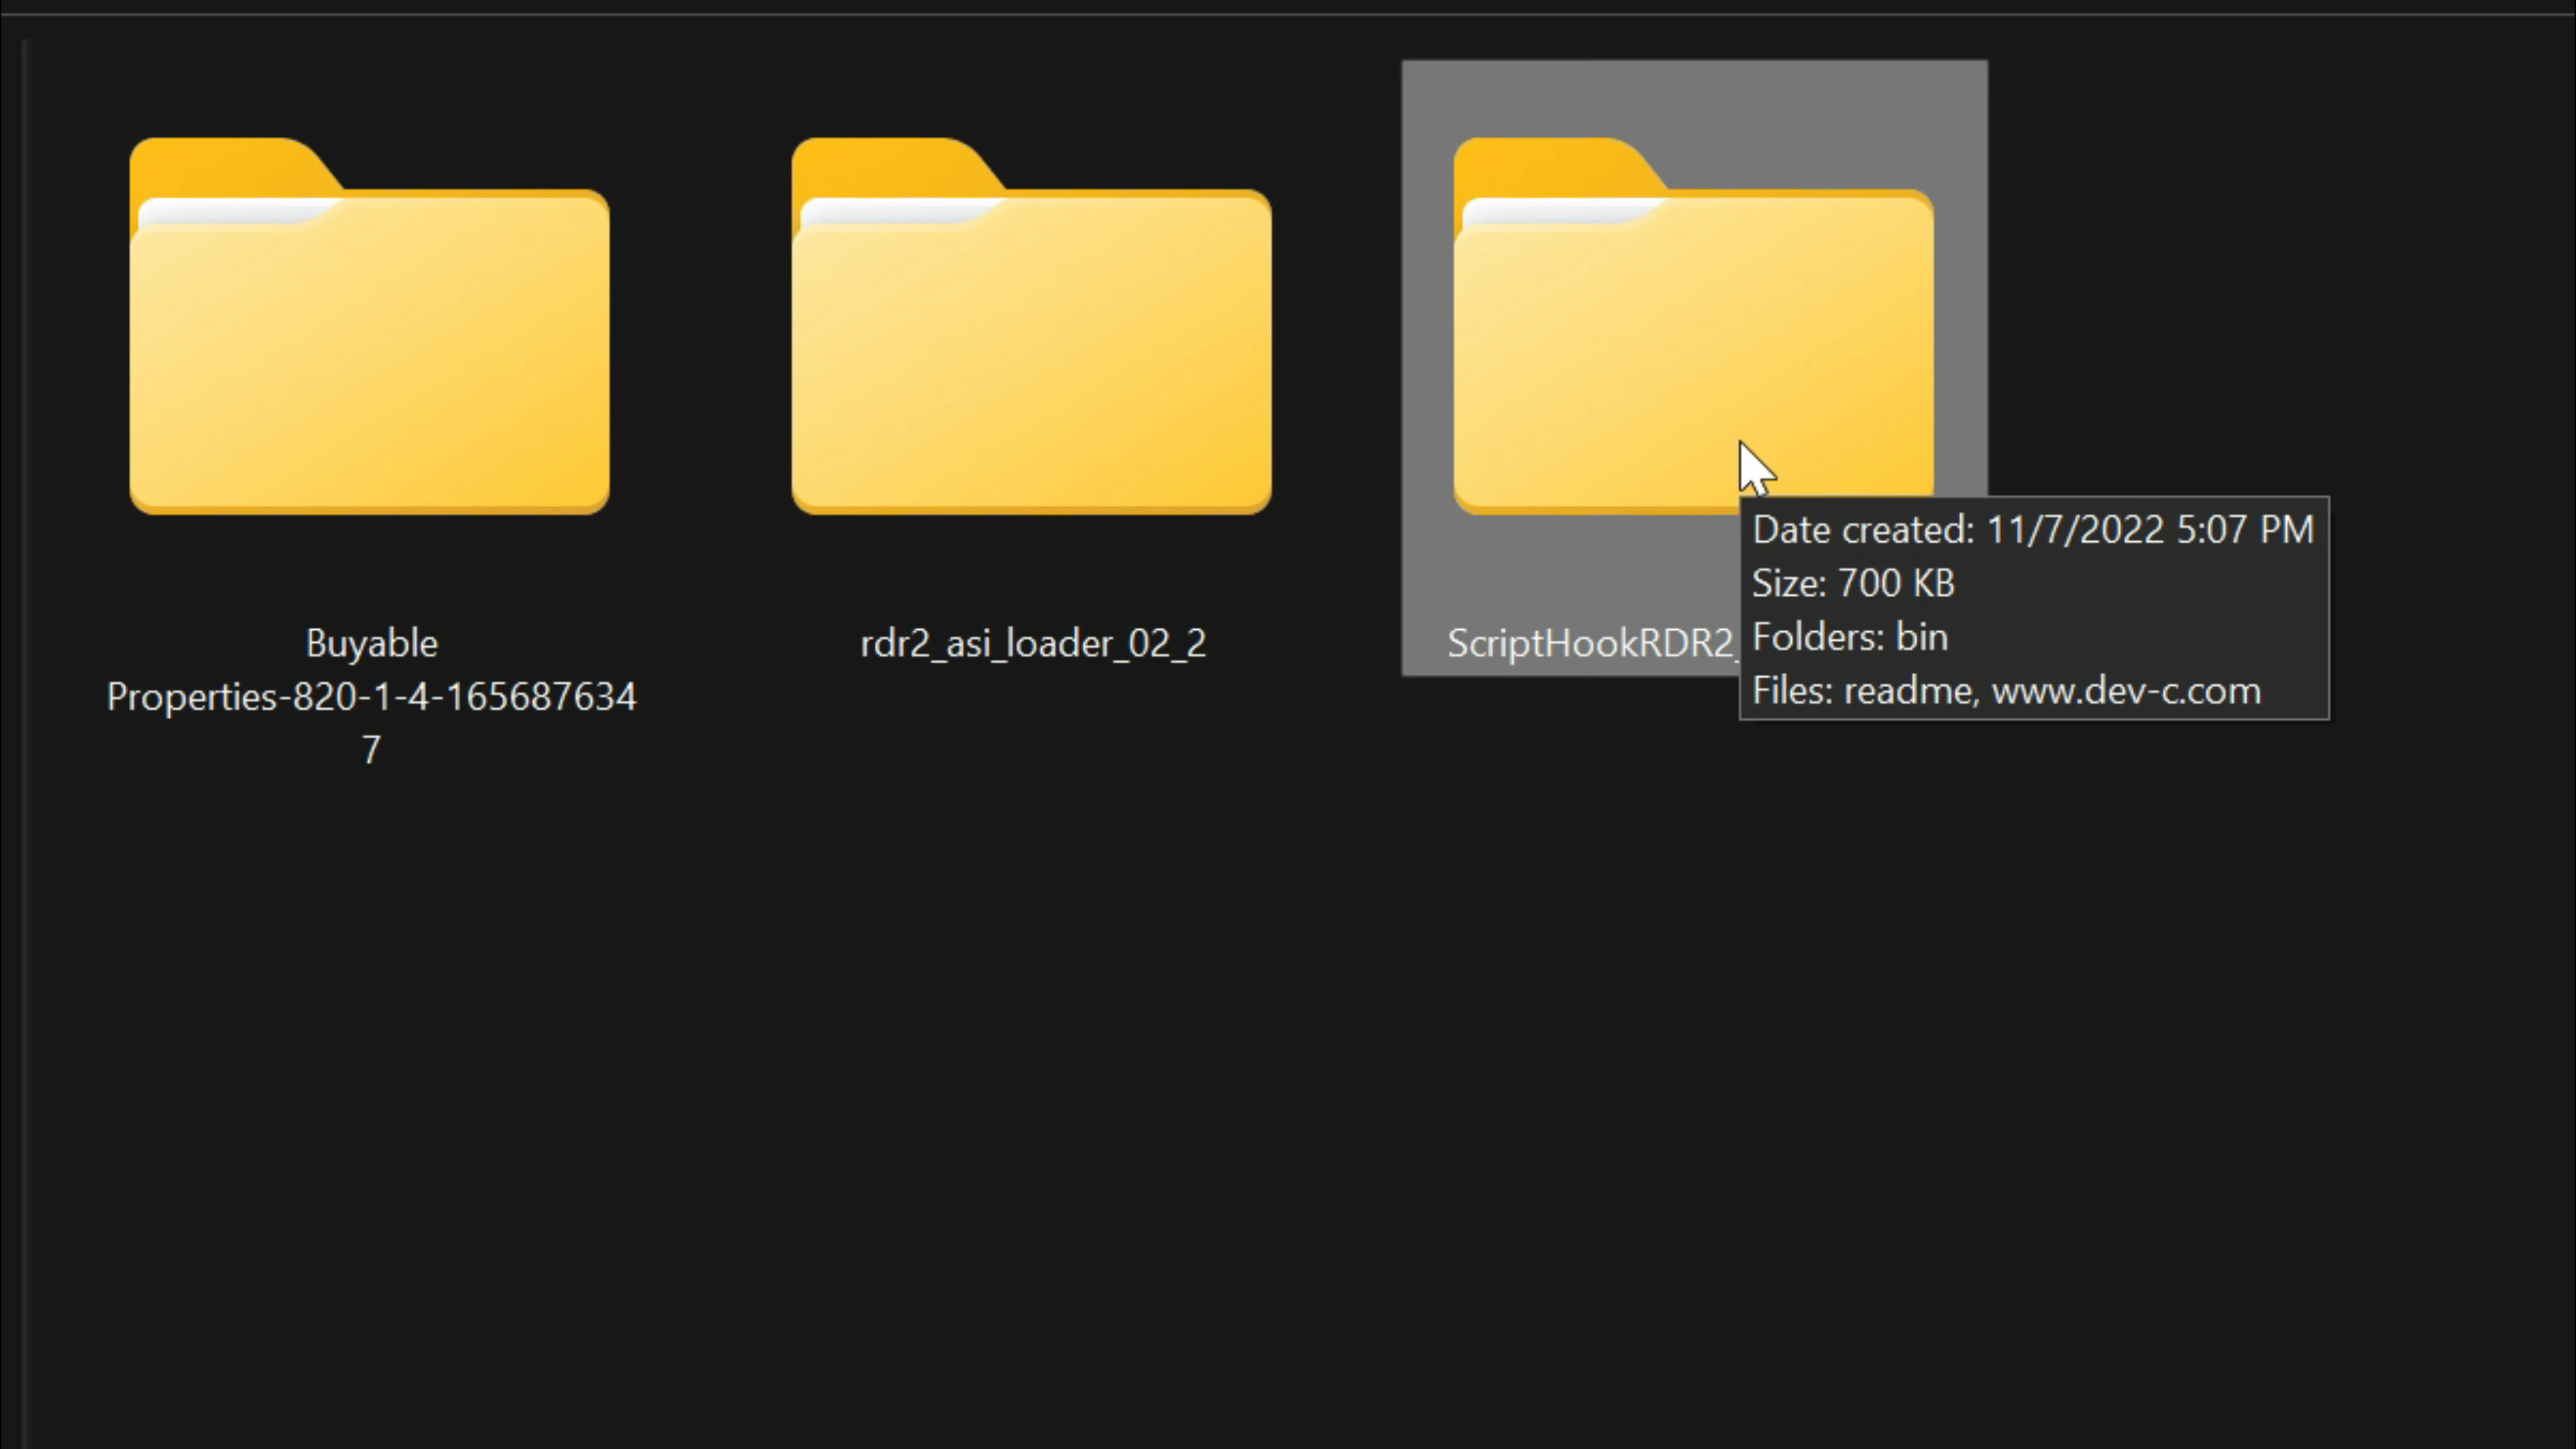 Buyable
Properties-820-1-4-165687634
7
rdr2_asi_loader_02_2
ScriptHookRDR2_
Date created: 11/7/2022 5:07 PM
Size: 700 KB
Folders: bin
Files: readme, www.dev-c.com